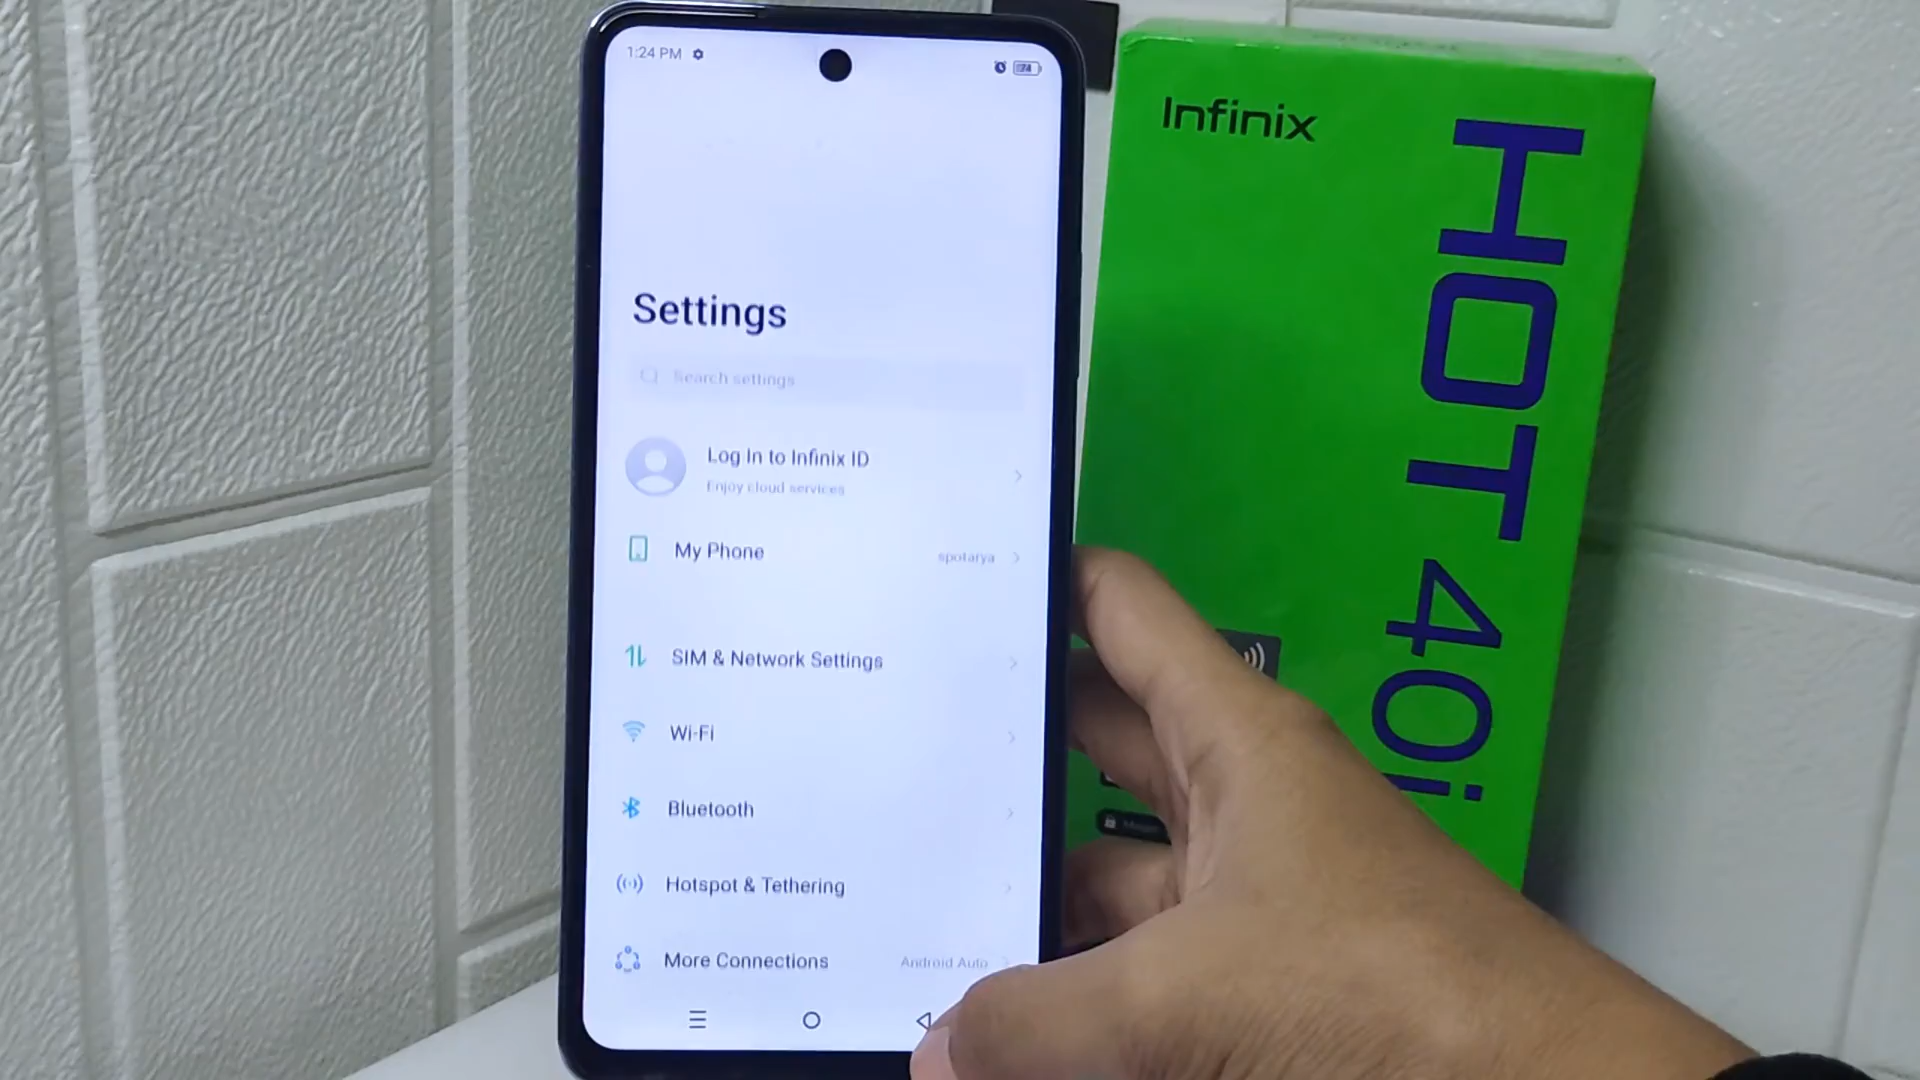 1:24 PM
74
Settings
Search settings
Log In to Infinix ID
Enjoy cloud services
My Phone
spotarya
SIM & Network Settings
Wi-Fi
Bluetooth
Hotspot & Tethering
More Connections
Android Auto
Infinix
HOT 40i